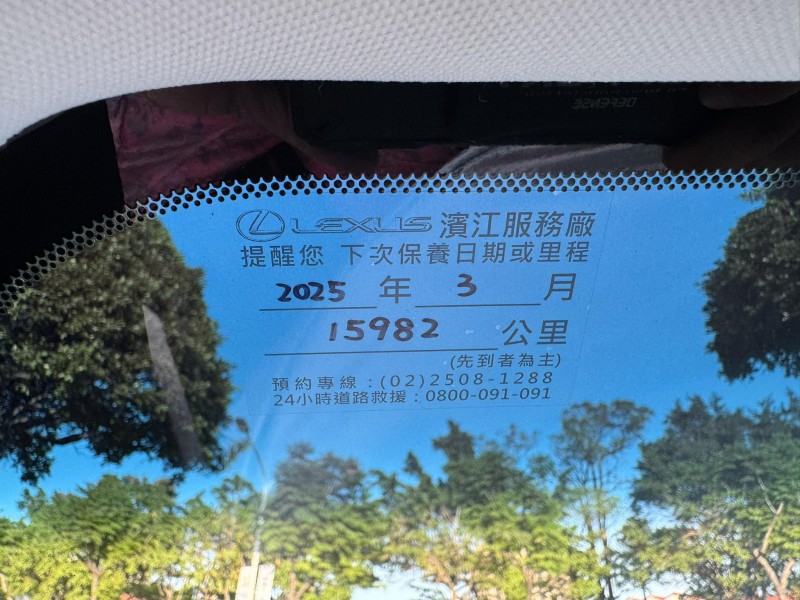 DEFENSE
LEXUS 濱江服務廠
提醒您 下次保養日期或里程
2025 年 3 月
15982 公里
(先到者為主)
預約專線:(02)2508-1288
24小時道路救援:0800-091-091